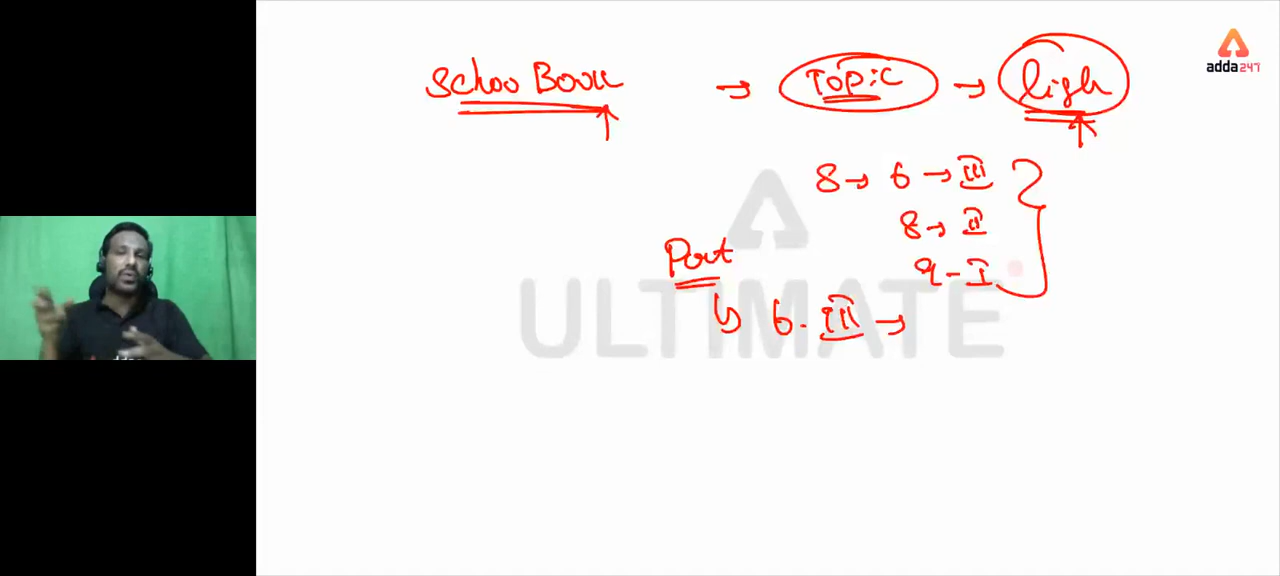 Schoo Book → Topic → ligh
adda247
8 → 6 → III
8 → II
Port
9 - I
↳ 6. III →
ULTIMATE